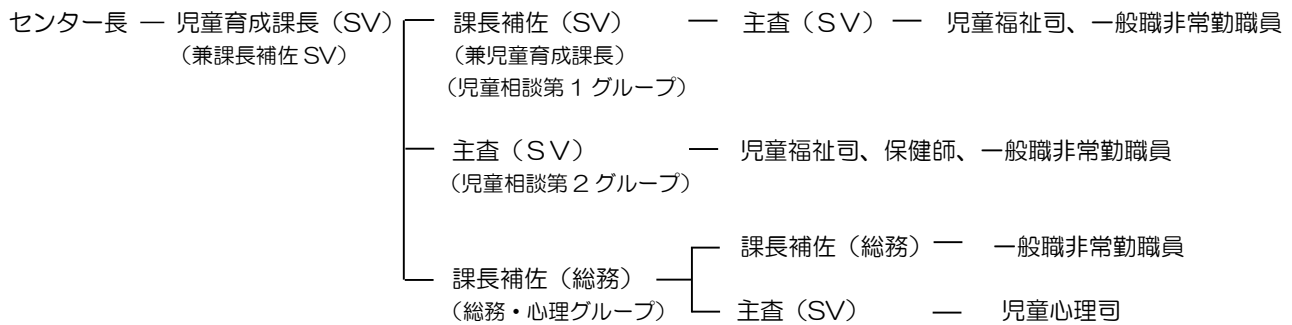 センター長 ― 児童育成課長（SV） ― 課長補佐（SV） ― 主査（ＳＶ） ― 児童福祉司、一般職非常勤職員
（兼課長補佐 SV） （兼児童育成課長）
（児童相談第 1 グループ）
― 主査（ＳＶ） ― 児童福祉司、保健師、一般職非常勤職員
（児童相談第 2 グループ）
課長補佐（総務） ― 一般職非常勤職員
― 課長補佐（総務）
（総務・心理グループ） 主査（SV） ― 児童心理司